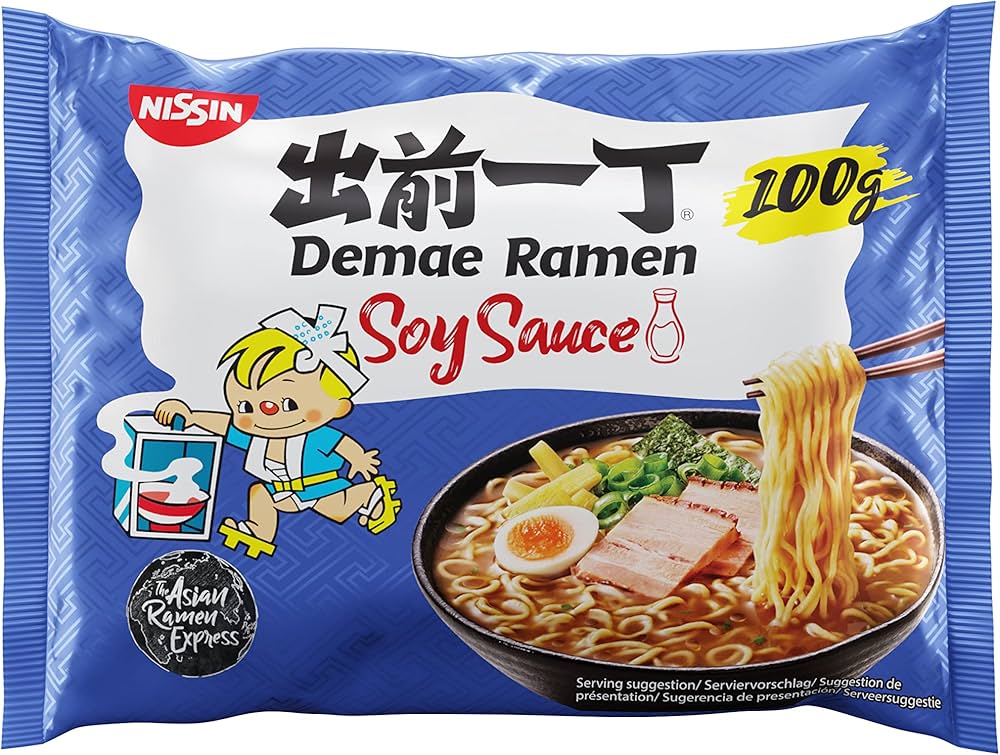 NISSIN
出前一丁®
100g
Demae Ramen
Soy Sauce
The Asian
Ramen
Express
Serving suggestion/ Serviervorschlag/ Suggestion de
présentation/ Sugerencia de presentación/ Serveersuggestie